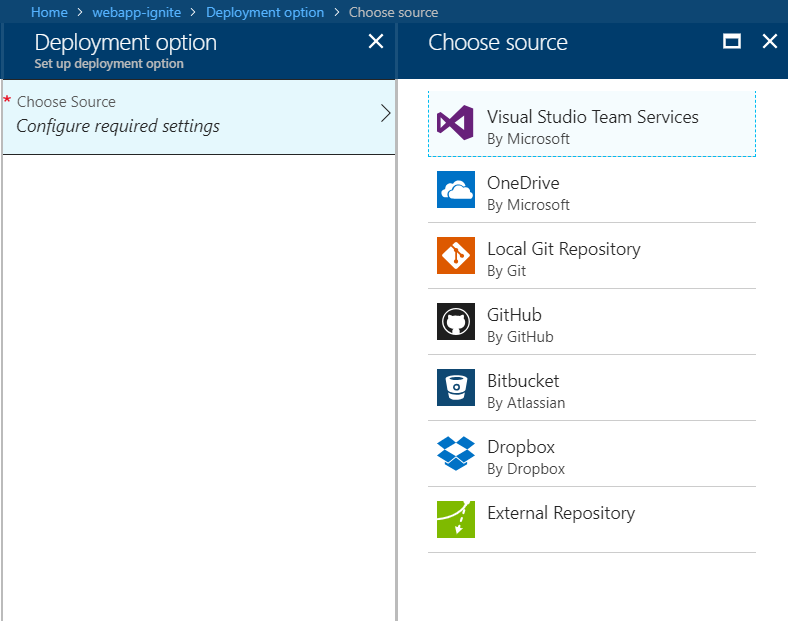 Home > webapp-ignite > Deployment option > Choose source
Deployment option
Set up deployment option
* Choose Source
Configure required settings
Choose source
Visual Studio Team Services
By Microsoft
OneDrive
By Microsoft
Local Git Repository
By Git
GitHub
By GitHub
Bitbucket
By Atlassian
Dropbox
By Dropbox
External Repository